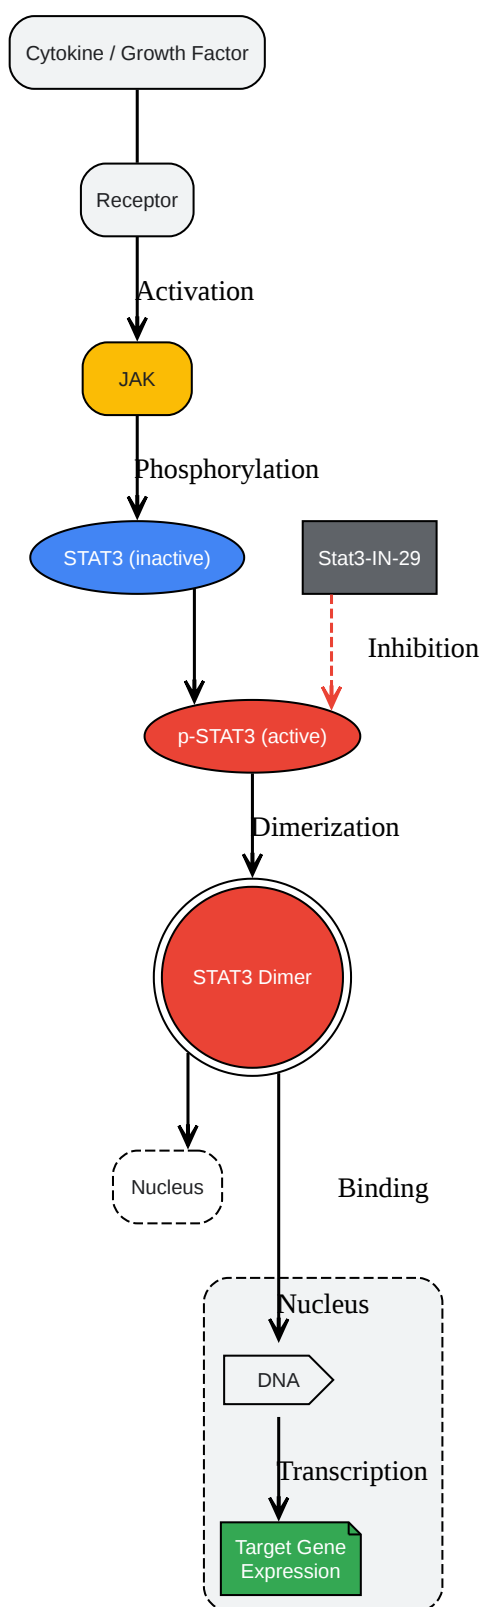 Cytokine / Growth Factor
Receptor
Activation
JAK
Phosphorylation
STAT3 (inactive)
Stat3-IN-29
Inhibition
p-STAT3 (active)
Dimerization
STAT3 Dimer
Nucleus
Binding
Nucleus
DNA
Transcription
Target Gene
Expression